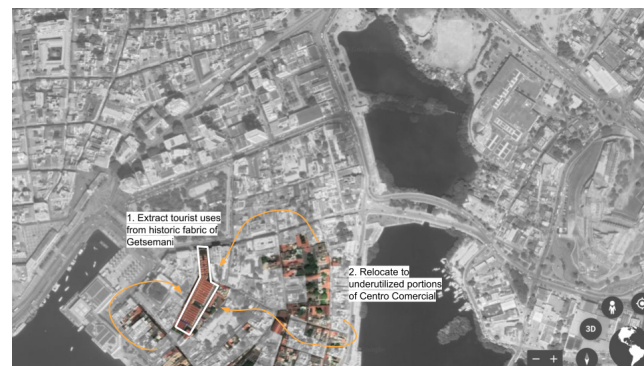 1. Extract tourist uses
from historic fabric of
Getsemani
2. Relocate to
underutilized portions
of Centro Comercial
3D